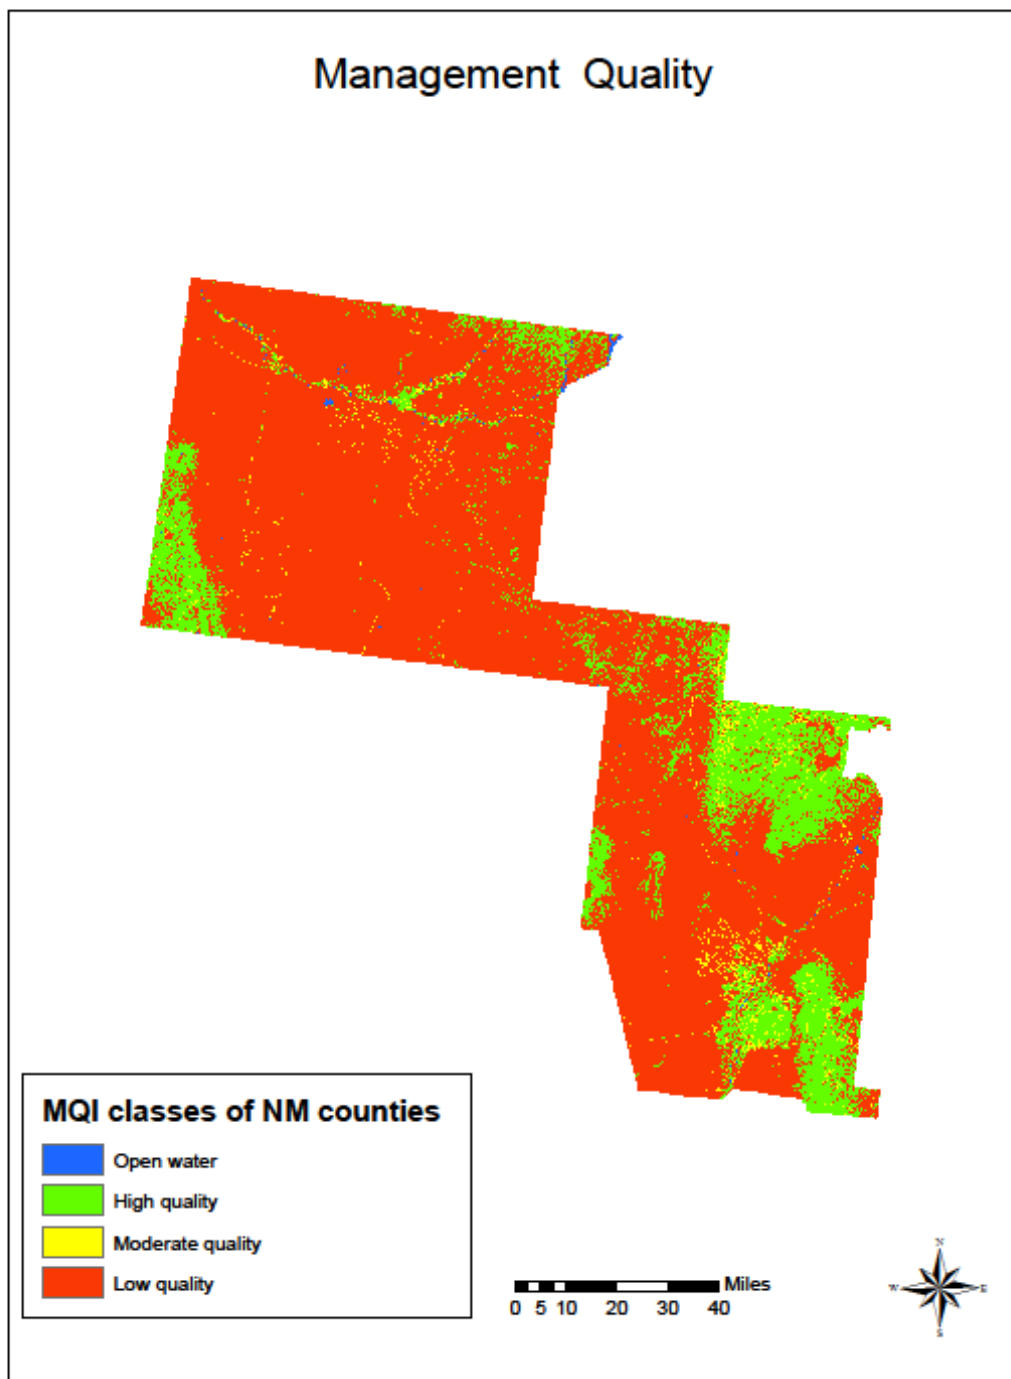 Management Quality
MQI classes of NM counties
Open water
High quality
Moderate quality
Low quality
Miles
0 5 10 20 30 40
N
W E
S